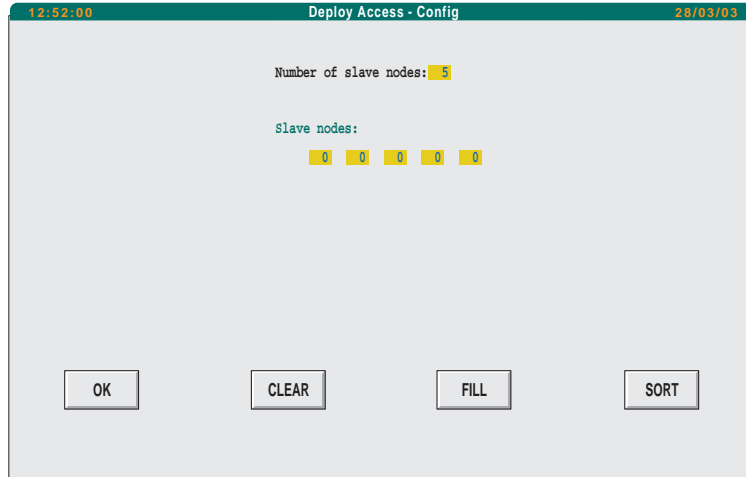 12:52:00 Deploy Access - Config 28/03/03
Number of slave nodes: 5
Slave nodes:
0 0 0 0 0
OK CLEAR FILL SORT